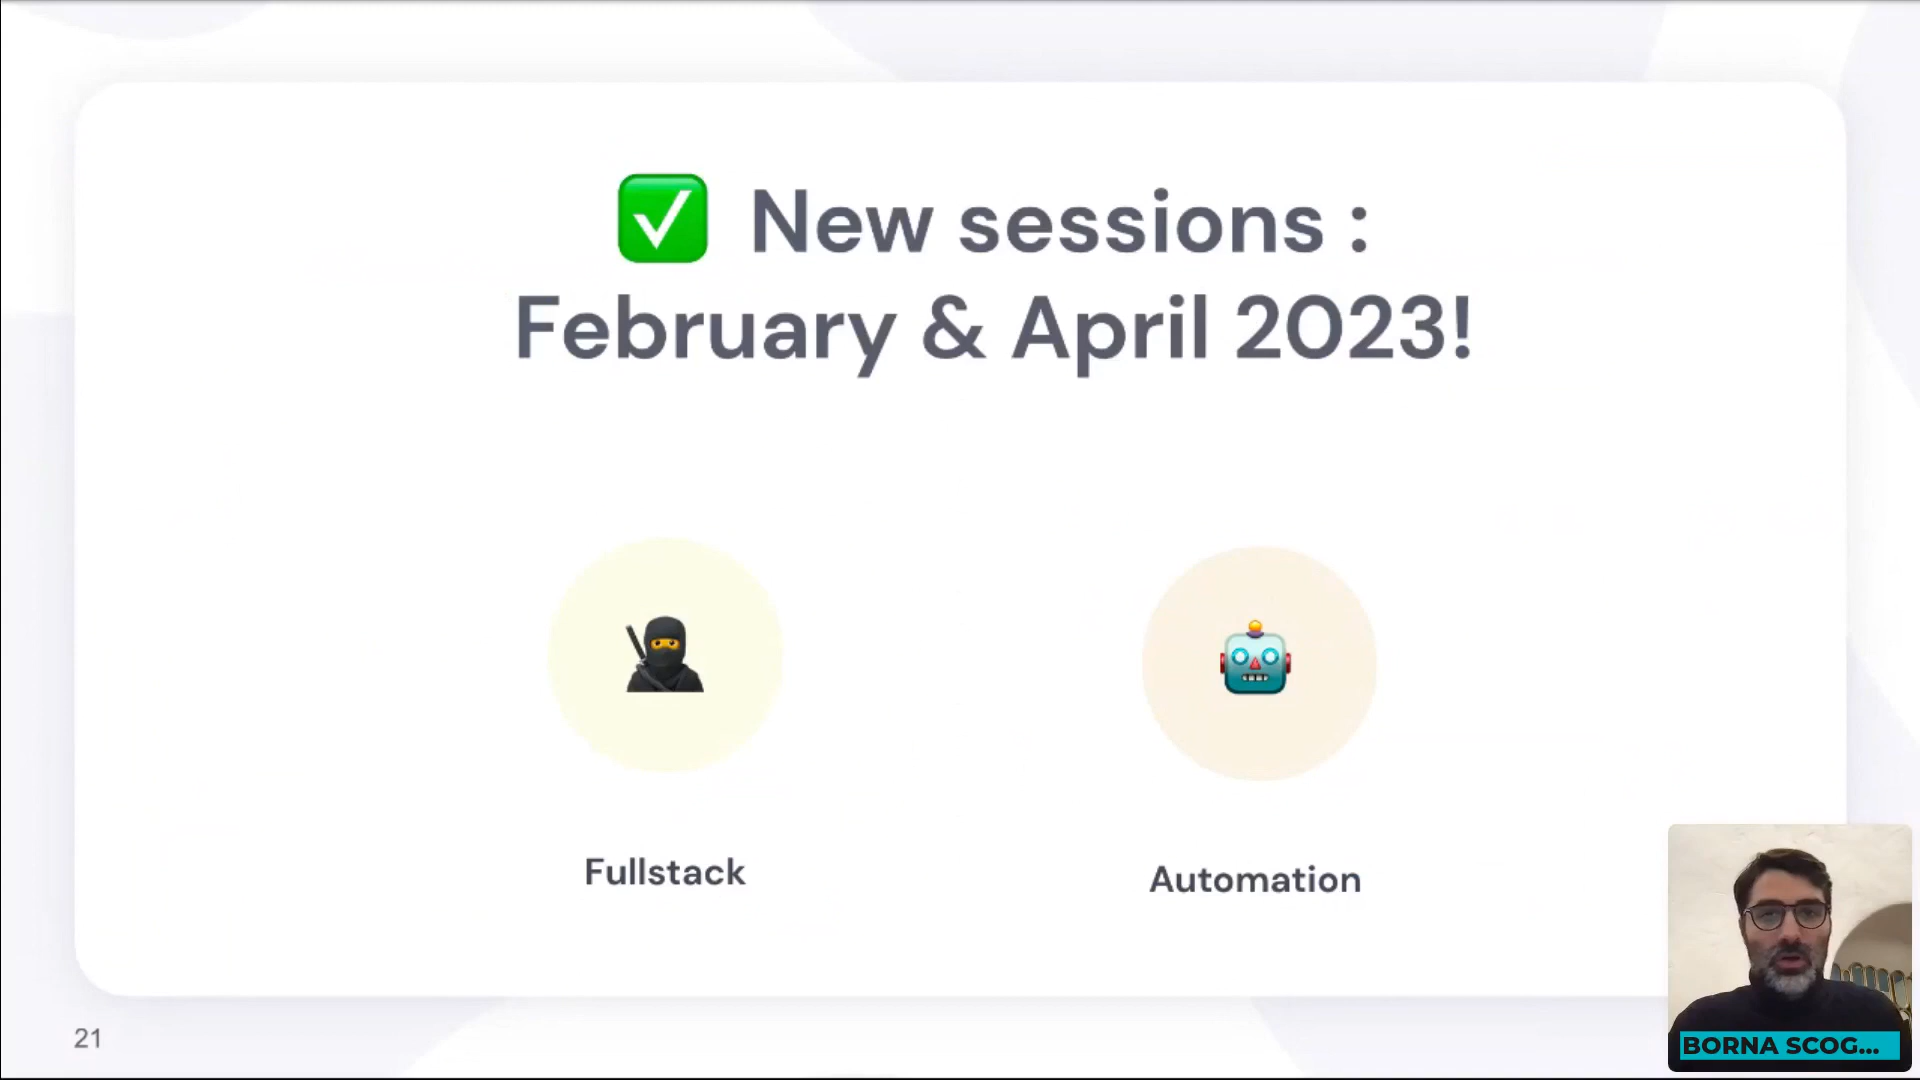 ✅ New sessions :
February & April 2023!
Fullstack
Automation
21
BORNA SCOG...